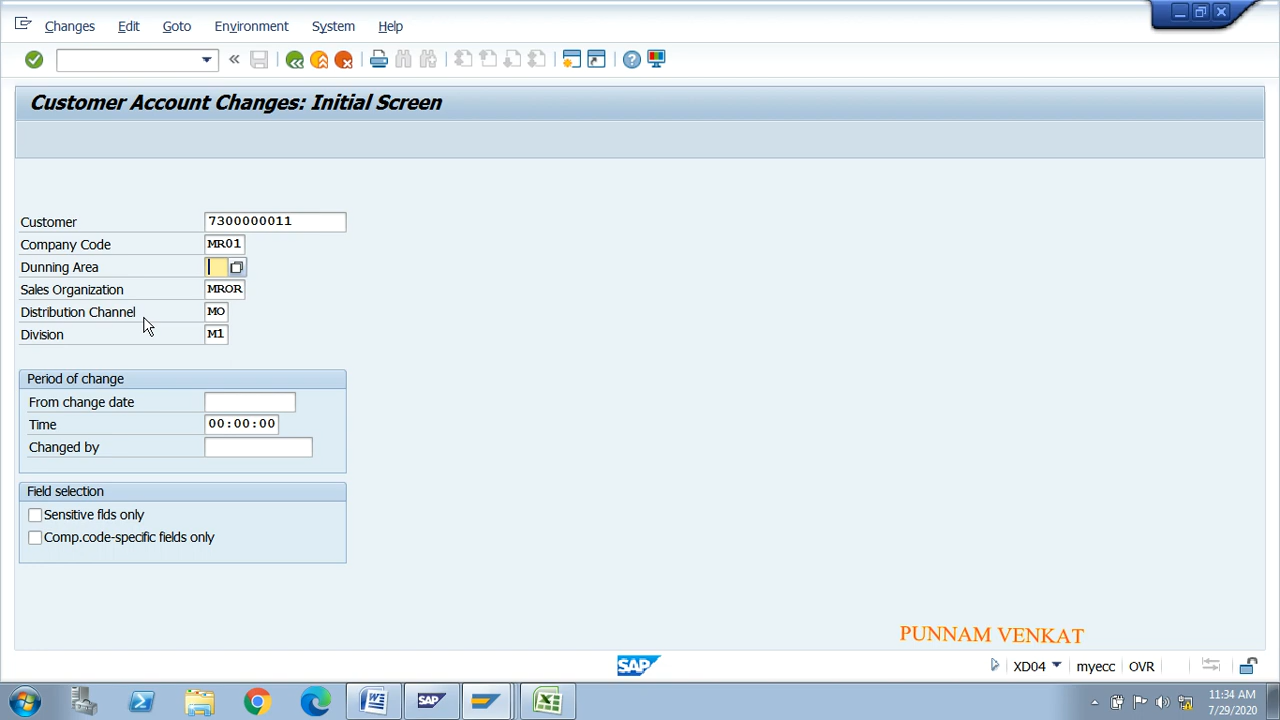 Changes Edit Goto Environment System Help
Customer Account Changes: Initial Screen
Customer 7300000011
Company Code MR01
Dunning Area
Sales Organization MROR
Distribution Channel MO
Division M1
Period of change
From change date
Time 00:00:00
Changed by
Field selection
Sensitive flds only
Comp.code-specific fields only
PUNNAM VENKAT
SAP XD04 myecc OVR
SAP
11:34 AM
7/29/2020